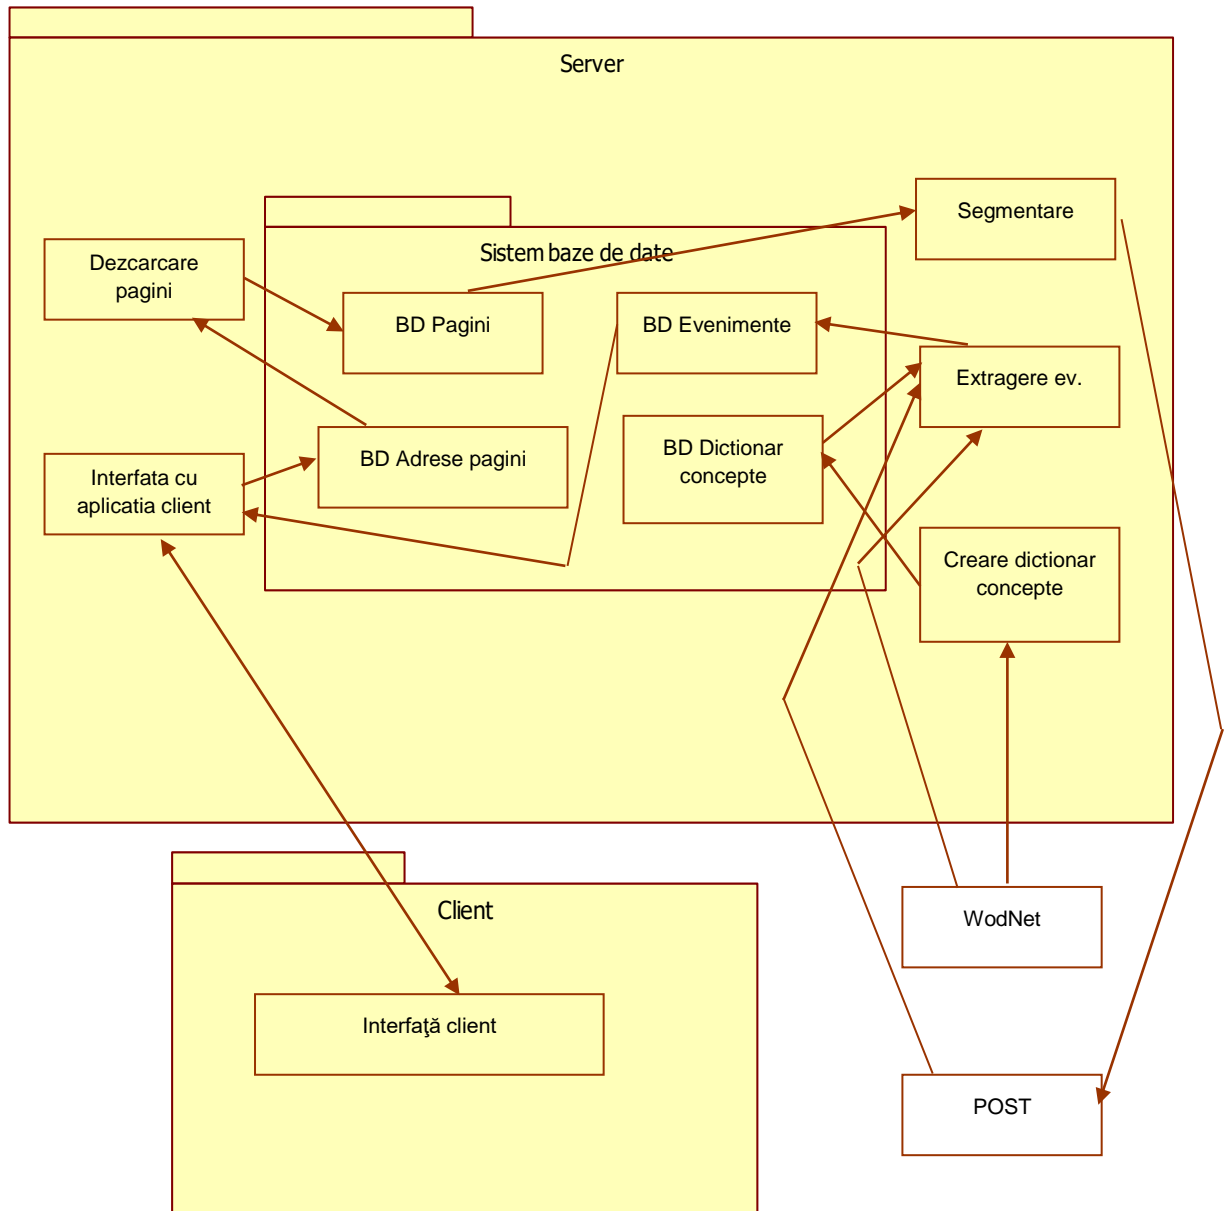 Server
Segmentare
Sistem baze de date
Dezcarcare
pagini
BD Pagini
BD Evenimente
Extragere ev.
BD Adrese pagini
BD Dictionar
concepte
Interfata cu
aplicatia client
Creare dictionar
concepte
Client
WodNet
Interfaţă client
POST